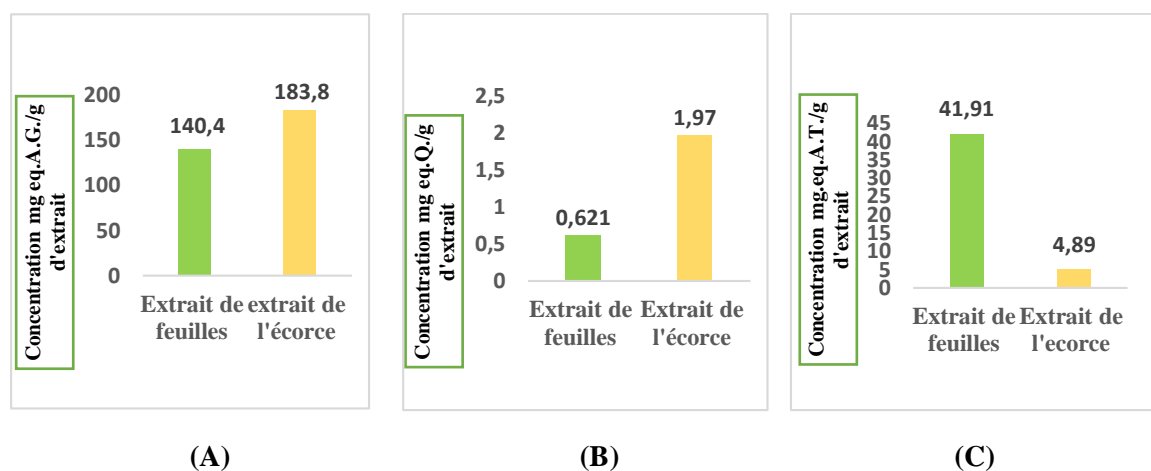 Concentration mg eq.A.G./g
d'extrait
200
150
100
50
0
140,4
183,8
Extrait de
feuilles
extrait de
l'écorce
(A)
Concentration mg eq.Q./g
d'extrait
2,5
2
1,5
1
0,5
0
0,621
1,97
Extrait de
feuilles
Extrait de
l'écorce
(B)
Concentration mg.eq.A.T./g
d'extrait
45
40
35
30
25
20
15
10
5
0
41,91
4,89
Extrait de
feuilles
Extrait de
l'ecorce
(C)